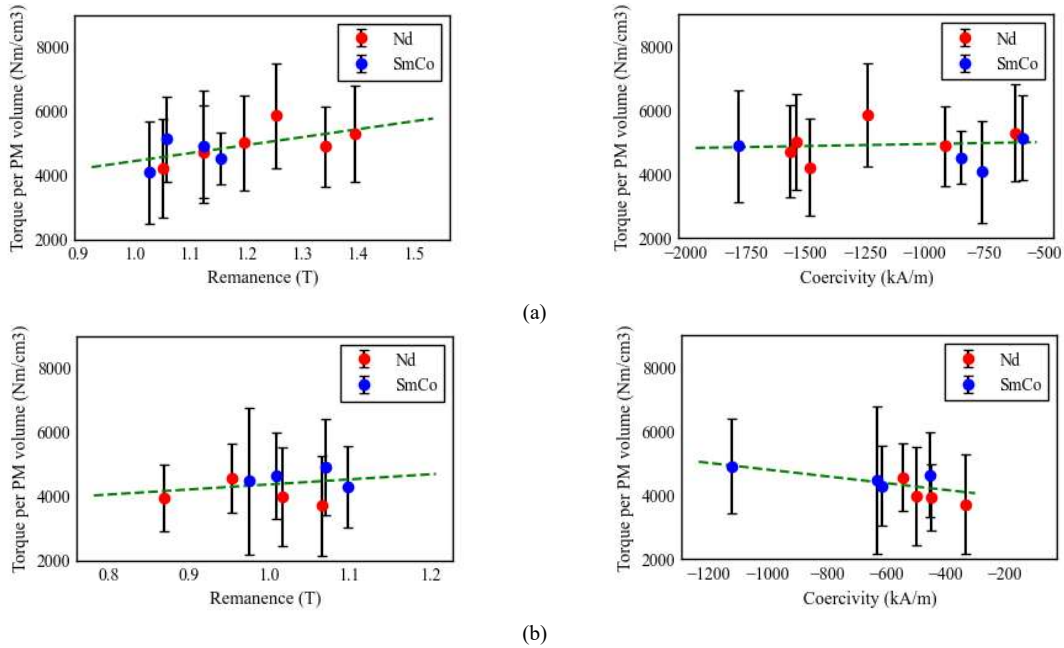 Torque per PM volume (Nm/cm3)
8000
6000
4000
2000
0.9 1.0 1.1 1.2 1.3 1.4 1.5
Remanence (T)
Nd
SmCo
Torque per PM volume (Nm/cm3)
8000
6000
4000
2000
−2000 −1750 −1500 −1250 −1000 −750 −500
Coercivity (kA/m)
Nd
SmCo
(a)
Torque per PM volume (Nm/cm3)
8000
6000
4000
2000
0.8 0.9 1.0 1.1 1.2
Remanence (T)
Nd
SmCo
Torque per PM volume (Nm/cm3)
8000
6000
4000
2000
−1200 −1000 −800 −600 −400 −200
Coercivity (kA/m)
Nd
SmCo
(b)